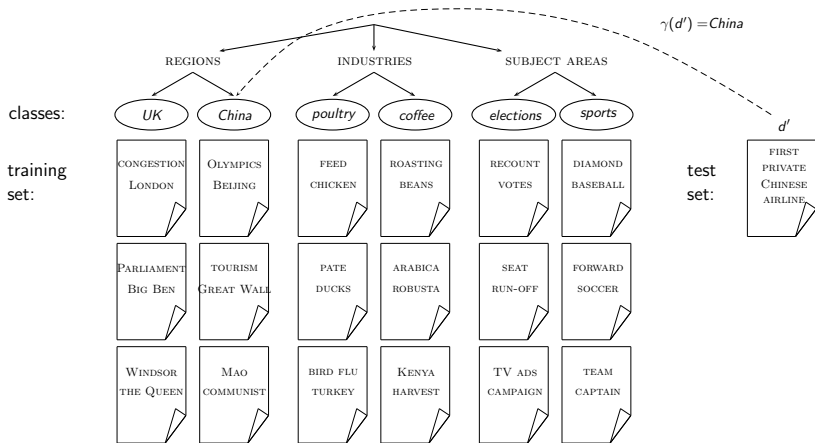 γ(d′) =China
REGIONS
INDUSTRIES
SUBJECT AREAS
classes:
UK
China
poultry
coffee
elections
sports
d′
training
set:
CONGESTION
LONDON
OLYMPICS
BEIJING
FEED
CHICKEN
ROASTING
BEANS
RECOUNT
VOTES
DIAMOND
BASEBALL
test
set:
FIRST
PRIVATE
CHINESE
AIRLINE
PARLIAMENT
BIG BEN
TOURISM
GREAT WALL
PATE
DUCKS
ARABICA
ROBUSTA
SEAT
RUN-OFF
FORWARD
SOCCER
WINDSOR
THE QUEEN
MAO
COMMUNIST
BIRD FLU
TURKEY
KENYA
HARVEST
TV ADS
CAMPAIGN
TEAM
CAPTAIN